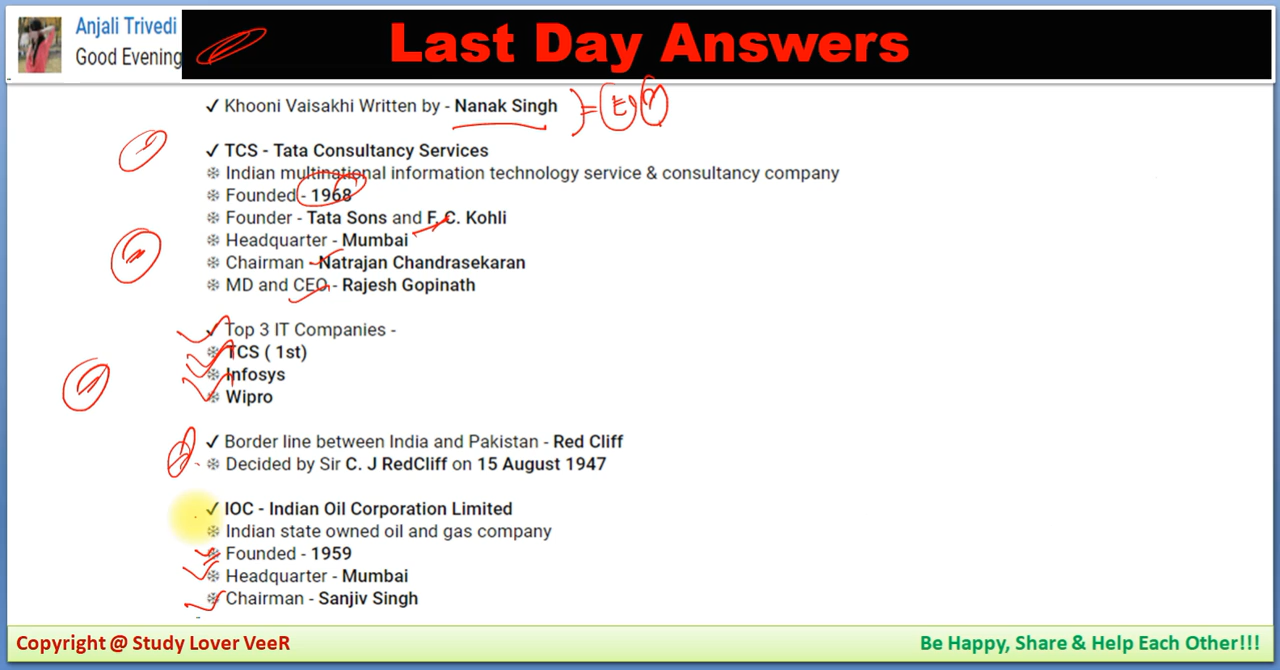 Anjali Trivedi
Good Evening
Last Day Answers
✓ Khooni Vaisakhi Written by - Nanak Singh
✓ TCS - Tata Consultancy Services
❄ Indian multinational information technology service & consultancy company
❄ Founded - 1968
❄ Founder - Tata Sons and F. C. Kohli
❄ Headquarter - Mumbai
❄ Chairman - Natrajan Chandrasekaran
❄ MD and CEO - Rajesh Gopinath
✓ Top 3 IT Companies -
❄ TCS ( 1st)
❄ Infosys
❄ Wipro
✓ Border line between India and Pakistan - Red Cliff
❄ Decided by Sir C. J RedCliff on 15 August 1947
✓ IOC - Indian Oil Corporation Limited
❄ Indian state owned oil and gas company
❄ Founded - 1959
❄ Headquarter - Mumbai
❄ Chairman - Sanjiv Singh
Copyright @ Study Lover VeeR
Be Happy, Share & Help Each Other!!!